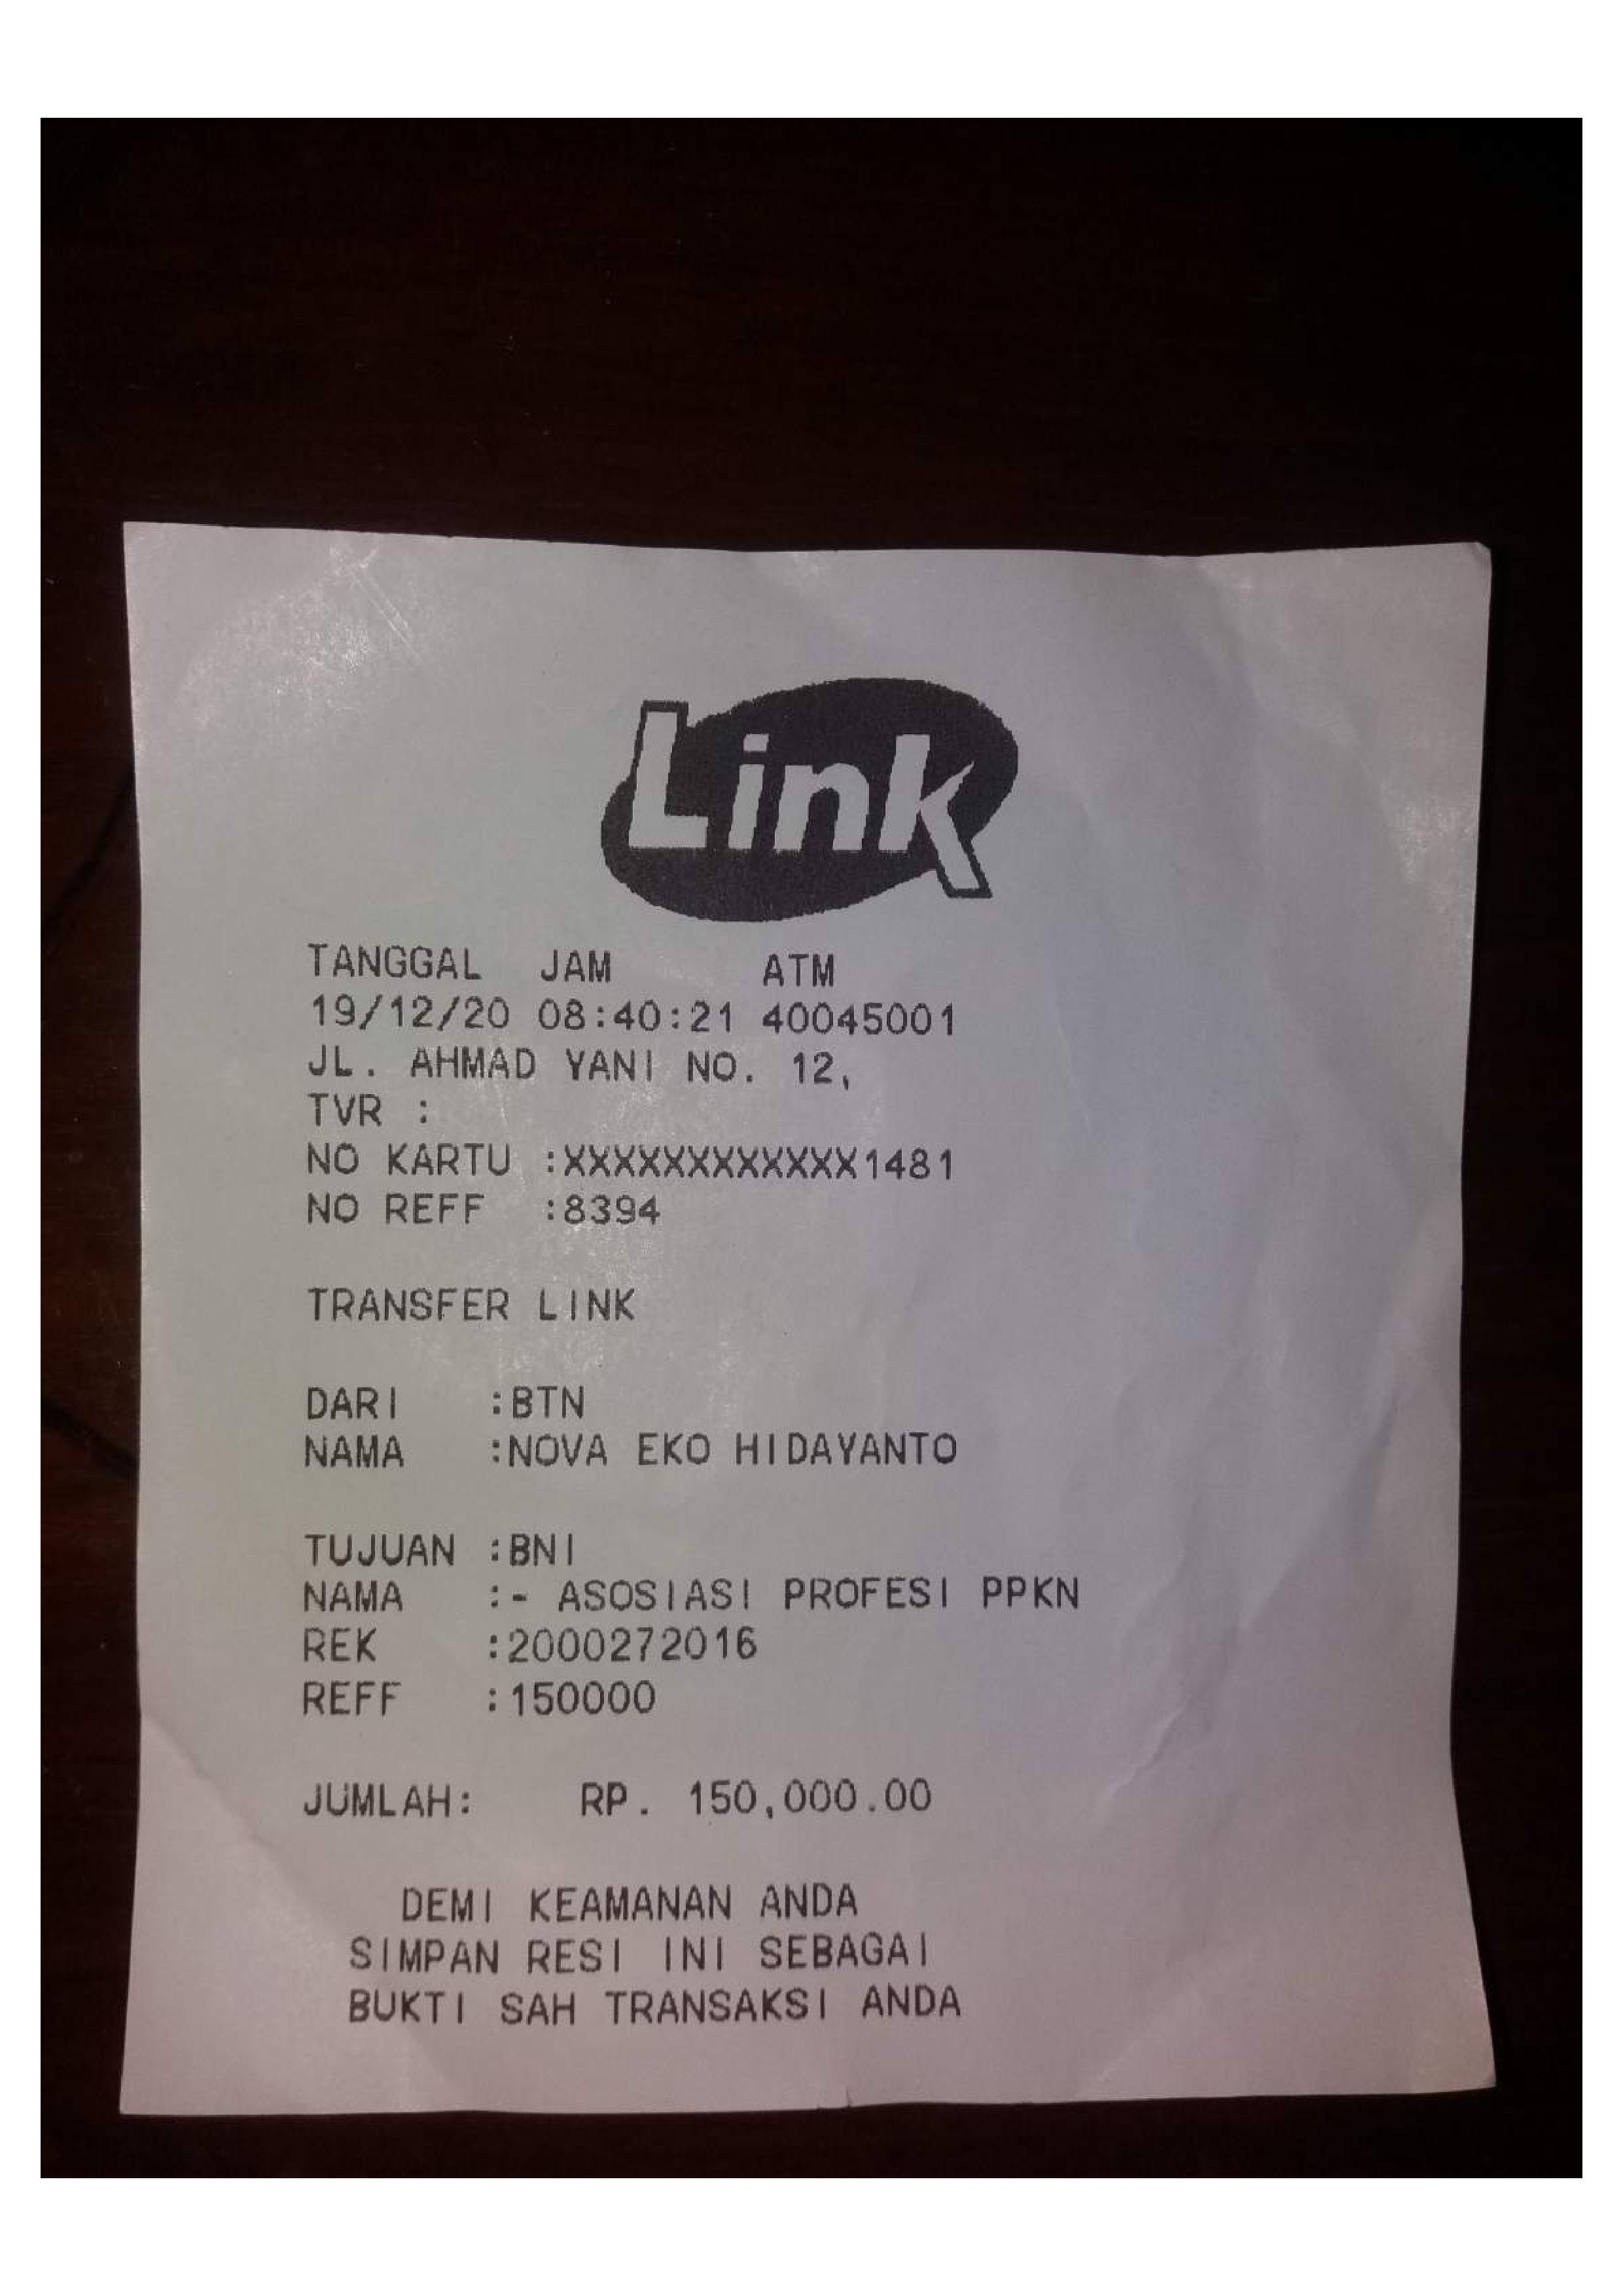 Link
TANGGAL JAM ATM
19/12/20 08:40:21 40045001
JL. AHMAD YANI NO. 12,
TVR :
NO KARTU :XXXXXXXXXXXX1481
NO REFF :8394
TRANSFER LINK
DARI :BTN
NAMA :NOVA EKO HIDAYANTO
TUJUAN :BNI
NAMA :- ASOSIASI PROFESI PPKN
REK :2000272016
REFF :150000
JUMLAH: RP. 150,000.00
DEMI KEAMANAN ANDA
SIMPAN RESI INI SEBAGAI
BUKTI SAH TRANSAKSI ANDA